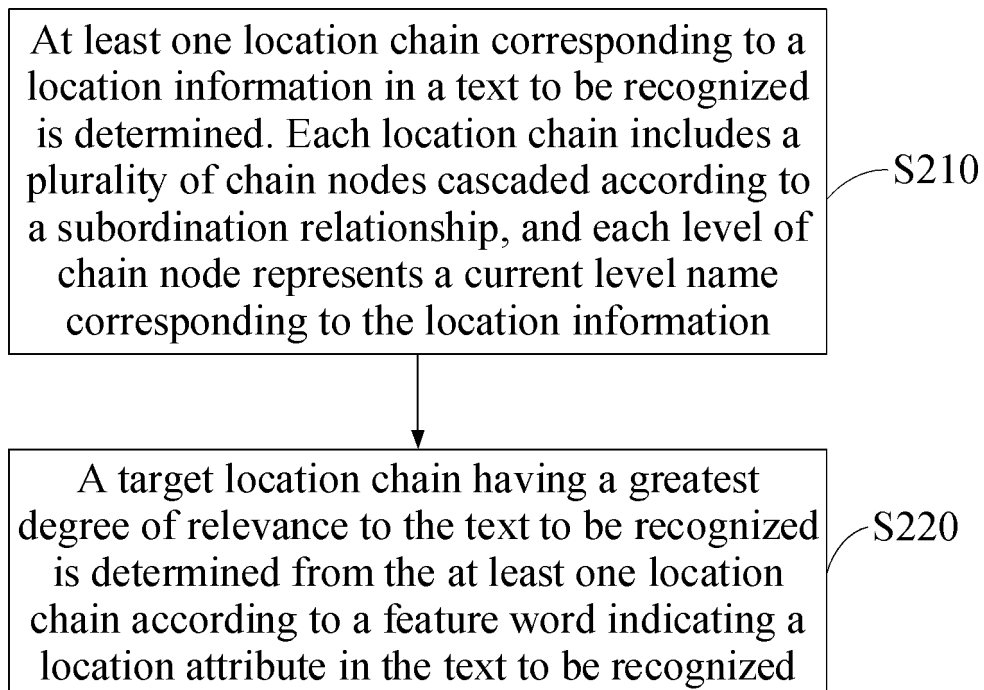 At least one location chain corresponding to a
location information in a text to be recognized
is determined. Each location chain includes a
plurality of chain nodes cascaded according to
a subordination relationship, and each level of
chain node represents a current level name
corresponding to the location information
S210
A target location chain having a greatest
degree of relevance to the text to be recognized
is determined from the at least one location
chain according to a feature word indicating a
location attribute in the text to be recognized
S220